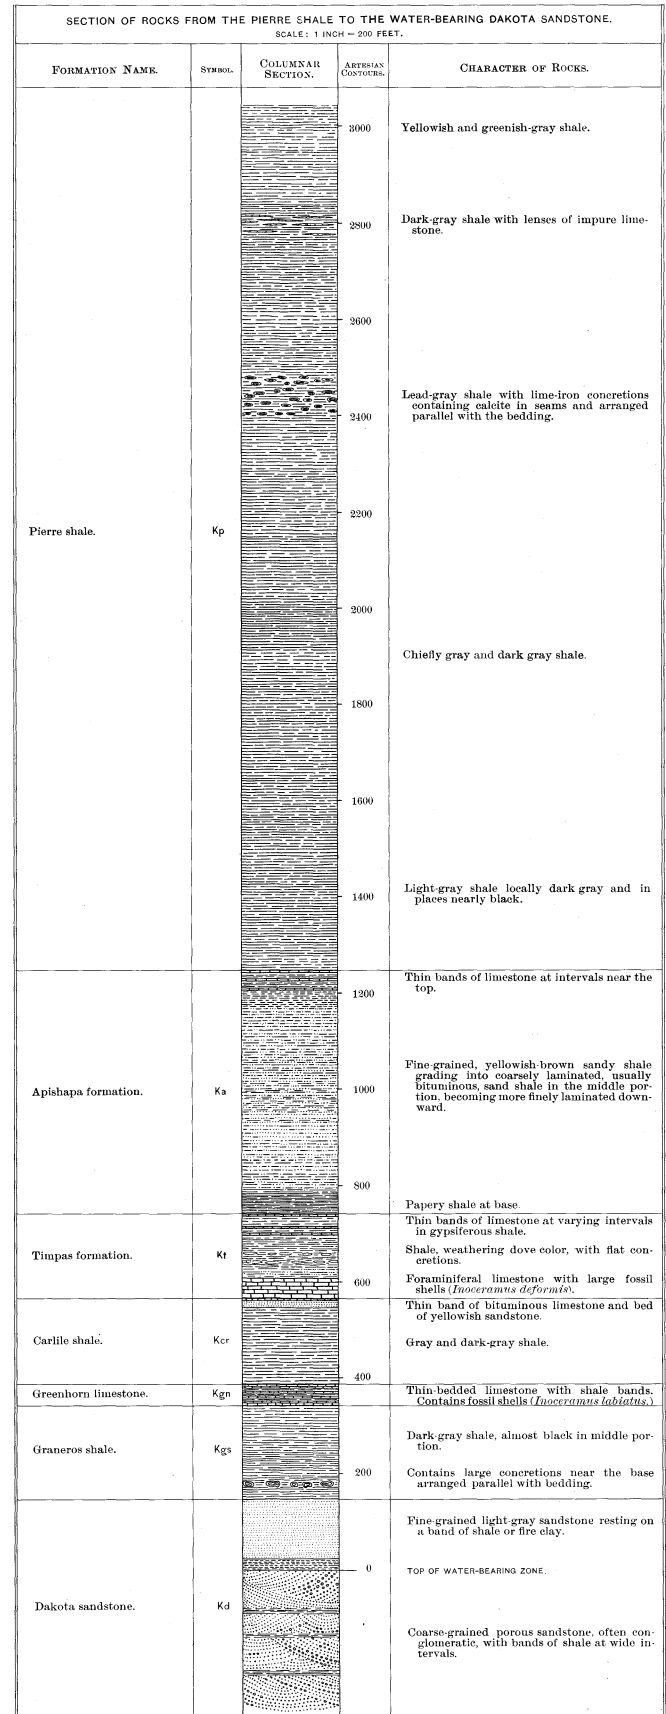 SECTION OF ROCKS FROM THE PIERRE SHALE TO THE WATER-BEARING DAKOTA SANDSTONE.
SCALE: 1 INCH = 200 FEET.
FORMATION NAME.
SYMBOL.
COLUMNAR
SECTION.
ARTESIAN
CONTOURS.
CHARACTER OF ROCKS.
3000
Yellowish and greenish-gray shale.
2800
Dark-gray shale with lenses of impure lime-
stone.
2600
Lead-gray shale with lime-iron concretions
containing calcite in seams and arranged
parallel with the bedding.
2400
2200
Pierre shale.
Kp
2000
Chiefly gray and dark gray shale.
1800
1600
Light-gray shale locally dark gray and in
places nearly black.
1400
Thin bands of limestone at intervals near the
top.
1200
Fine-grained, yellowish-brown sandy shale
grading into coarsely laminated, usually
bituminous, sand shale in the middle por-
tion, becoming more finely laminated down-
ward.
Apishapa formation.
Ka
1000
800
Papery shale at base.
Thin bands of limestone at varying intervals
in gypsiferous shale.
Timpas formation.
Kt
Shale, weathering dove color, with flat con-
cretions.
600
Foraminiferal limestone with large fossil
shells (Inoceramus deformis).
Thin band of bituminous limestone and bed
of yellowish sandstone.
Carlile shale.
Kcr
Gray and dark-gray shale.
400
Greenhorn limestone.
Kgn
Thin-bedded limestone with shale bands.
Contains fossil shells (Inoceramus labiatus.)
Graneros shale.
Kgs
Dark-gray shale, almost black in middle por-
tion.
200
Contains large concretions near the base
arranged parallel with bedding.
Fine-grained light-gray sandstone resting on
a band of shale or fire clay.
0
TOP OF WATER-BEARING ZONE.
Dakota sandstone.
Kd
Coarse-grained porous sandstone, often con-
glomeratic, with bands of shale at wide in-
tervals.